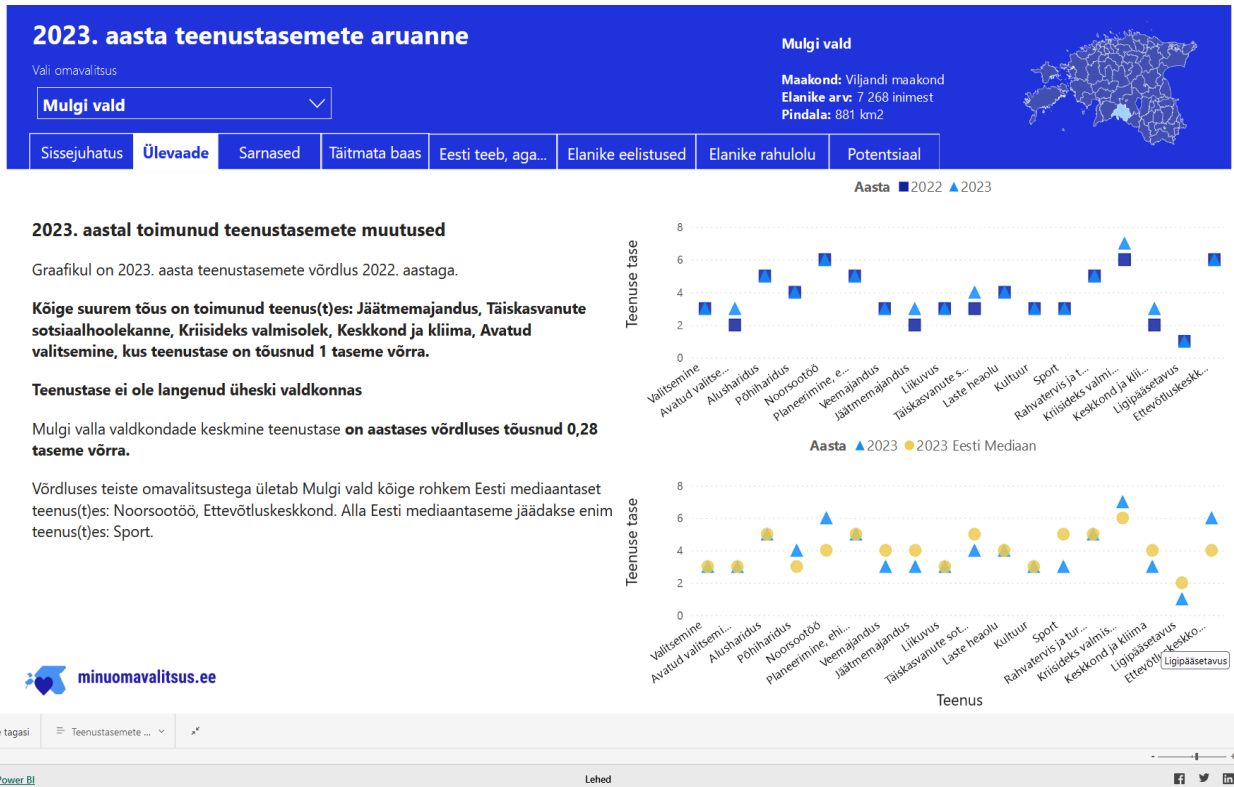 2023. aasta teenustasemete aruanne
Vali omavalitsus
Mulgi vald
Mulgi vald
Maakond: Viljandi maakond
Elanike arv: 7 268 inimest
Pindala: 881 km2
Sissejuhatus
Ülevaade
Sarnased
Täitmata baas
Eesti teeb, aga...
Elanike eelistused
Elanike rahulolu
Potentsiaal
2023. aastal toimunud teenustasemete muutused
Graafikul on 2023. aasta teenustasemete võrdlus 2022. aastaga.
Kõige suurem tõus on toimunud teenus(t)es: Jäätmemajandus, Täiskasvanute
sotsiaalhoolekanne, Kriisideks valmisolek, Keskkond ja kliima, Avatud
valitsemine, kus teenustase on tõusnud 1 taseme võrra.
Teenustase ei ole langenud üheski valdkonnas
Mulgi valla valdkondade keskmine teenustase on aastases võrdluses tõusnud 0,28
taseme võrra.
Võrdluses teiste omavalitsustega ületab Mulgi vald kõige rohkem Eesti mediaantaset
teenus(t)es: Noorsootöö, Ettevõtluskeskkond. Alla Eesti mediaantaseme jäädakse enim
teenus(t)es: Sport.
minuomavalitsus.ee
Aasta 2022 2023
Teenuse tase
8
6
4
2
0
Valitsemine
Avatud valitse...
Alusharidus
Põhiharidus
Noorsootöö
Planeerimine, e...
Veemajandus
Jäätmemajandus
Liikuvus
Täiskasvanute s...
Laste heaolu
Kultuur
Sport
Rahvatervis ja t...
Kriisideks valmi...
Keskkond ja klii...
Ligipääsetavus
Ettevõtluskeskk...
Aasta 2023 2023 Eesti Mediaan
Teenuse tase
8
6
4
2
0
Valitsemine
Avatud valitsemi...
Alusharidus
Põhiharidus
Noorsootöö
Planeerimine, ehi...
Veemajandus
Jäätmemajandus
Liikuvus
Täiskasvanute sot...
Laste heaolu
Kultuur
Sport
Rahvatervis ja tur...
Kriisideks valmis...
Keskkond ja kliima
Ligipääsetavus
Ettevõtluskeskko...
Ligipääsetavus
Teenus
tagasi
Teenustasemete ...
Power BI
Lehed